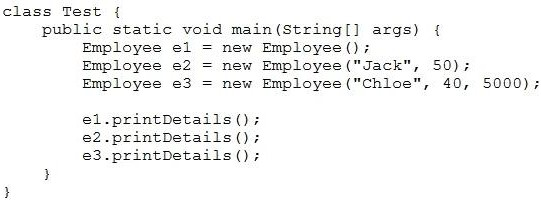 class Test {
public static void main(String[] args) {
Employee e1 = new Employee();
Employee e2 = new Employee("Jack", 50);
Employee e3 = new Employee("Chloe", 40, 5000);
e1.printDetails();
e2.printDetails();
e3.printDetails();
}
}